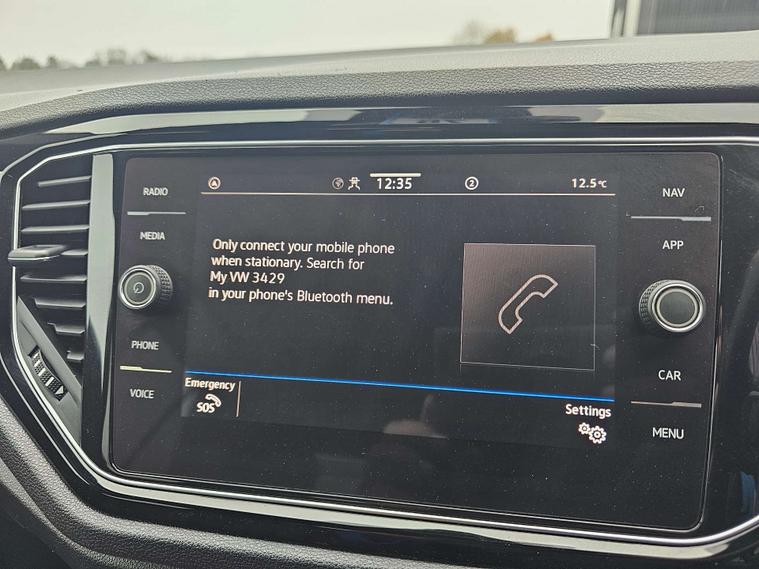 RADIO
MEDIA
PHONE
VOICE
12:35
2
12.5°C
Only connect your mobile phone
when stationary. Search for
My VW 3429
in your phone's Bluetooth menu.
Emergency
SOS
Settings
NAV
APP
CAR
MENU